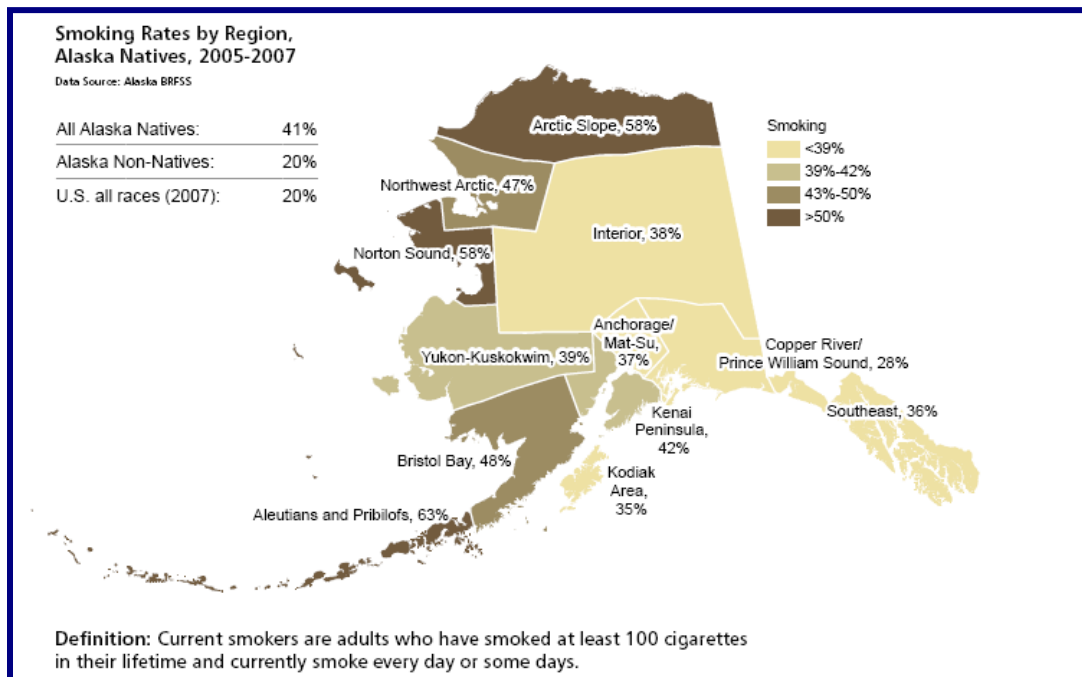 Smoking Rates by Region,
Alaska Natives, 2005-2007
Data Source: Alaska BRFSS
All Alaska Natives: 41%
Alaska Non-Natives: 20%
U.S. all races (2007): 20%
Smoking
<39%
39%-42%
43%-50%
>50%
Arctic Slope, 58%
Northwest Arctic, 47%
Interior, 38%
Norton Sound, 58%
Anchorage/
Mat-Su,
37%
Yukon-Kuskokwim, 39%
Copper River/
Prince William Sound, 28%
Southeast, 36%
Kenai
Peninsula,
42%
Bristol Bay, 48%
Kodiak
Area,
35%
Aleutians and Pribilofs, 63%
Definition: Current smokers are adults who have smoked at least 100 cigarettes
in their lifetime and currently smoke every day or some days.